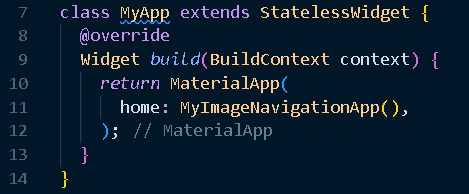 7 class MyApp extends StatelessWidget {
8 @override
9 Widget build(BuildContext context) {
10 return MaterialApp(
11 home: MyImageNavigationApp(),
12 ); // MaterialApp
13 }
14 }